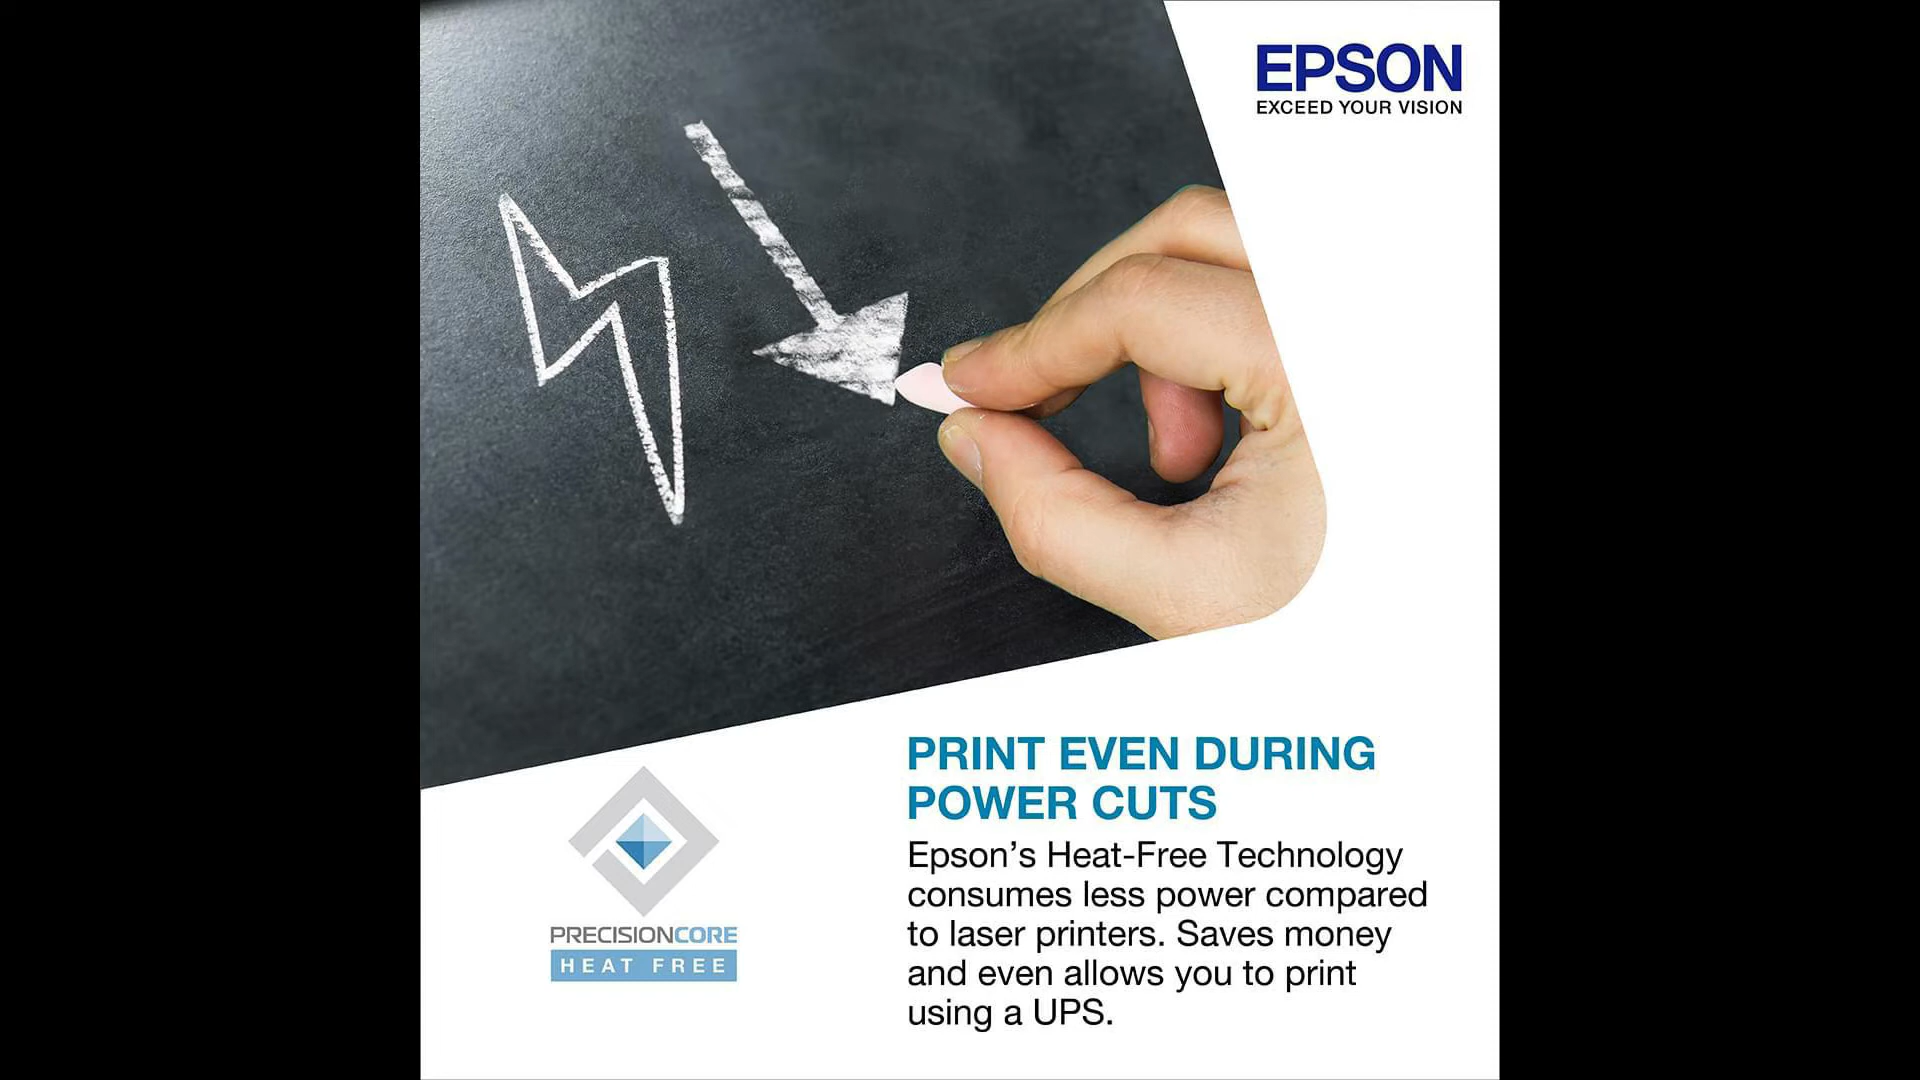 EPSON
EXCEED YOUR VISION
PRINT EVEN DURING
POWER CUTS
Epson’s Heat-Free Technology
consumes less power compared
to laser printers. Saves money
and even allows you to print
using a UPS.
PRECISIONCORE
HEAT FREE